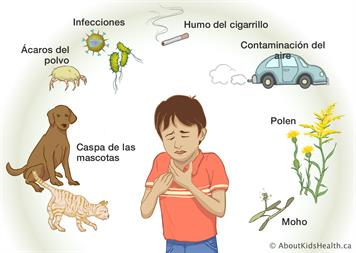 Infecciones
Humo del cigarrillo
Ácaros del
polvo
Contaminación del
aire
Caspa de las
mascotas
Polen
Moho
© AboutKidsHealth.ca